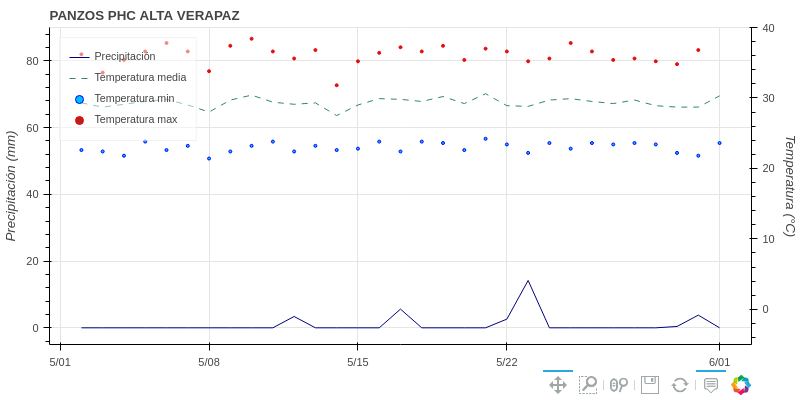 PANZOS PHC ALTA VERAPAZ
Precipitación
Temperatura media
Temperatura min
Temperatura max
Precipitación (mm)
80
60
40
20
0
Temperatura (°C)
40
30
20
10
0
5/01
5/08
5/15
5/22
6/01